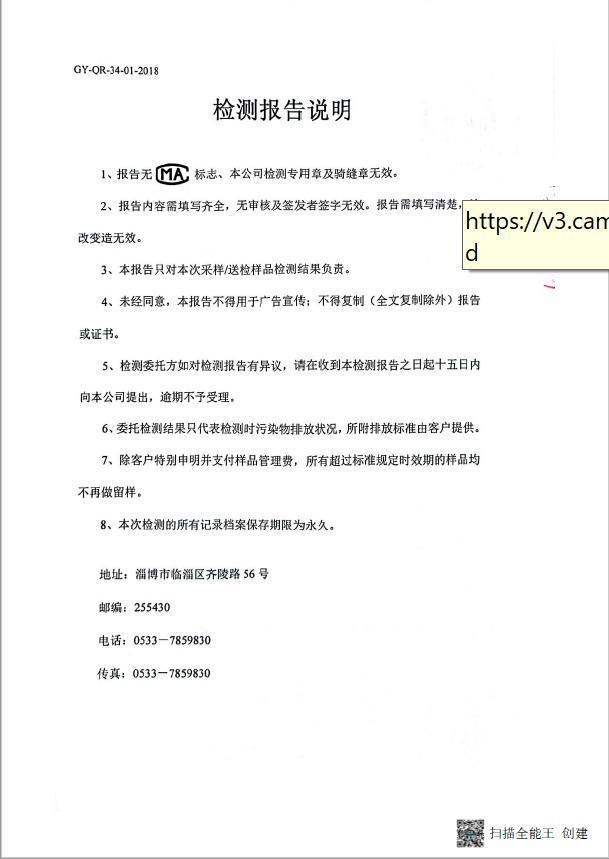 GY-QR-34-01-2018
检测报告说明
1、报告无 MA 标志、本公司检测专用章及骑缝章无效。
2、报告内容需填写齐全，无审核及签发者签字无效。报告需填写清楚，
https://v3.cam
d
改变造无效。
3、本报告只对本次采样/送检样品检测结果负责。
4、未经同意，本报告不得用于广告宣传；不得复制（全文复制除外）报告
或证书。
5、检测委托方如对检测报告有异议，请在收到本检测报告之日起十五日内
向本公司提出，逾期不予受理。
6、委托检测结果只代表检测时污染物排放状况，所附排放标准由客户提供。
7、除客户特别申明并支付样品管理费，所有超过标准规定时效期的样品均
不再做留样。
8、本次检测的所有记录档案保存期限为永久。
地址：淄博市临淄区齐陵路 56 号
邮编：255430
电话：0533－7859830
传真：0533－7859830
扫描全能王 创建